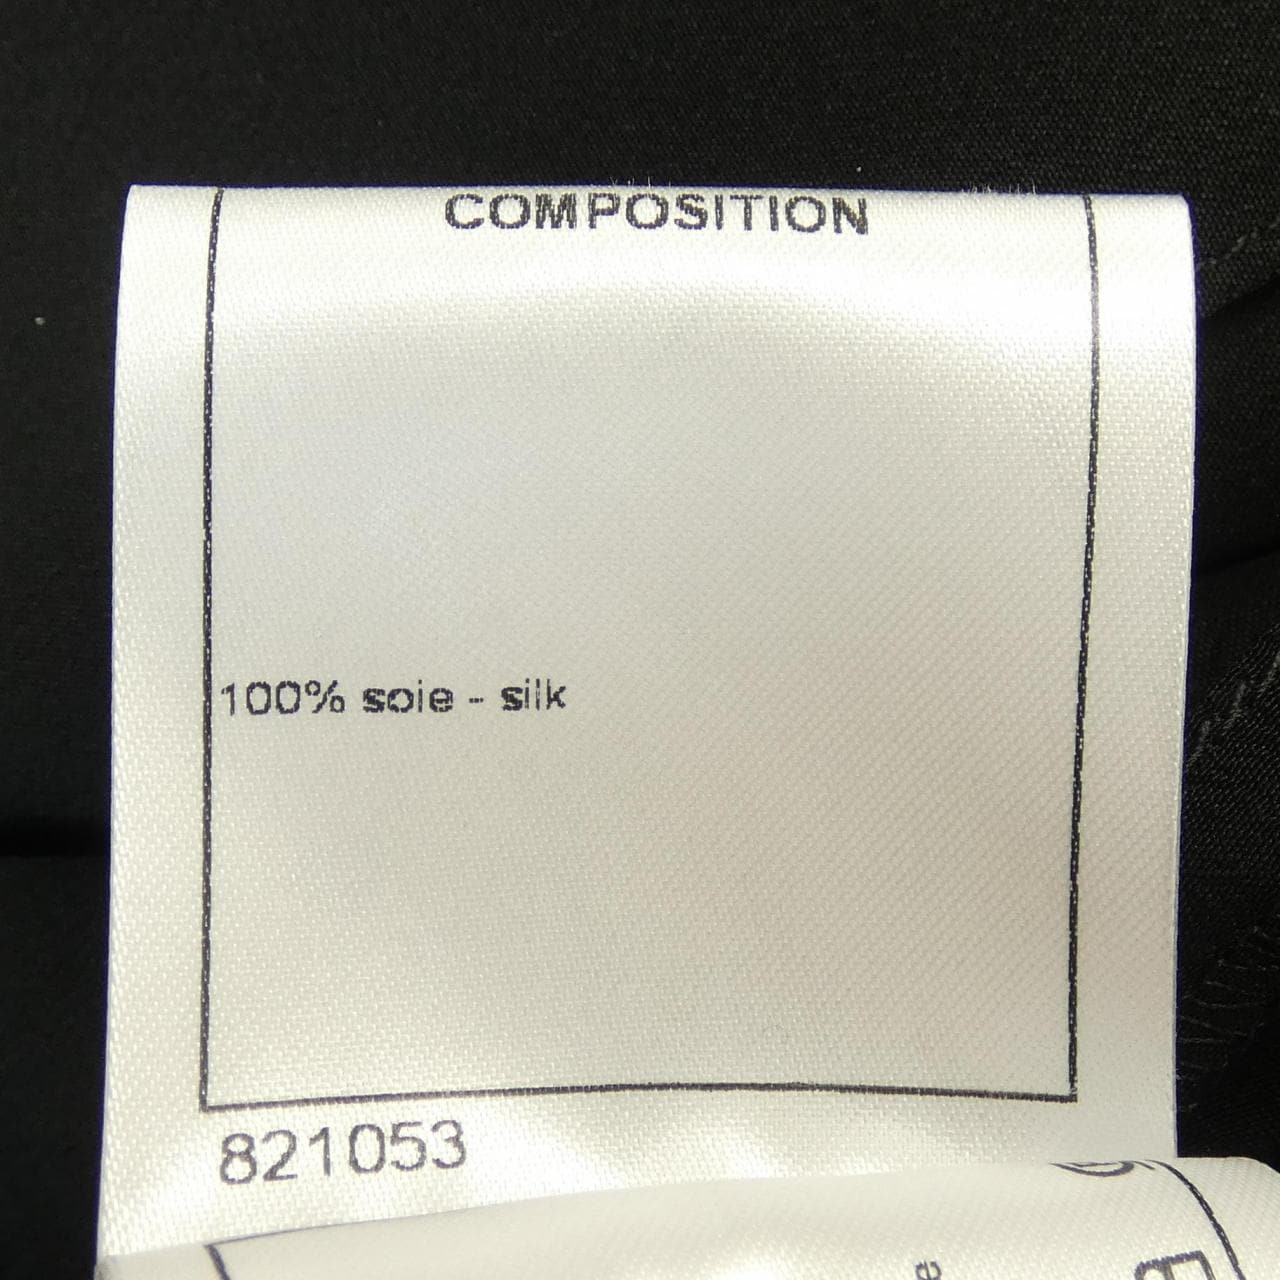 COMPOSITION
100% soie - silk
821053